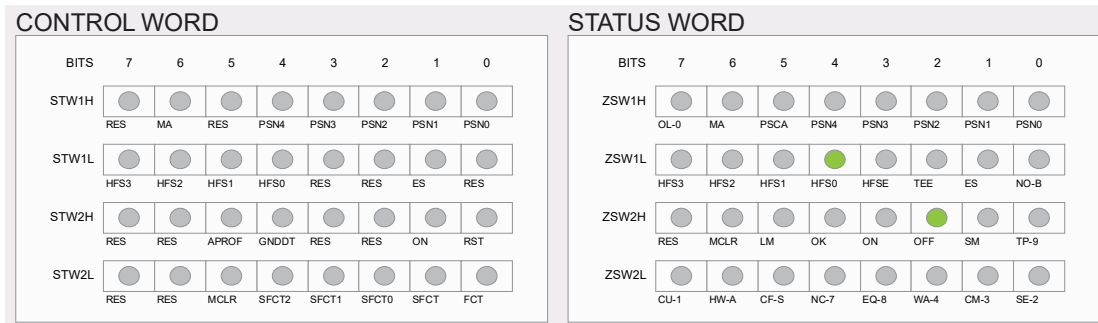 CONTROL WORD
BITS 7 6 5 4 3 2 1 0
STW1H
RES MA RES PSN4 PSN3 PSN2 PSN1 PSN0
STW1L
HFS3 HFS2 HFS1 HFS0 RES RES ES RES
STW2H
RES RES APROF GNDDT RES RES ON RST
STW2L
RES RES MCLR SFCT2 SFCT1 SFCT0 SFCT FCT
STATUS WORD
BITS 7 6 5 4 3 2 1 0
ZSW1H
OL-0 MA PSCA PSN4 PSN3 PSN2 PSN1 PSN0
ZSW1L
HFS3 HFS2 HFS1 HFS0 HFSE TEE ES NO-B
ZSW2H
RES MCLR LM OK ON OFF SM TP-9
ZSW2L
CU-1 HW-A CF-S NC-7 EQ-8 WA-4 CM-3 SE-2